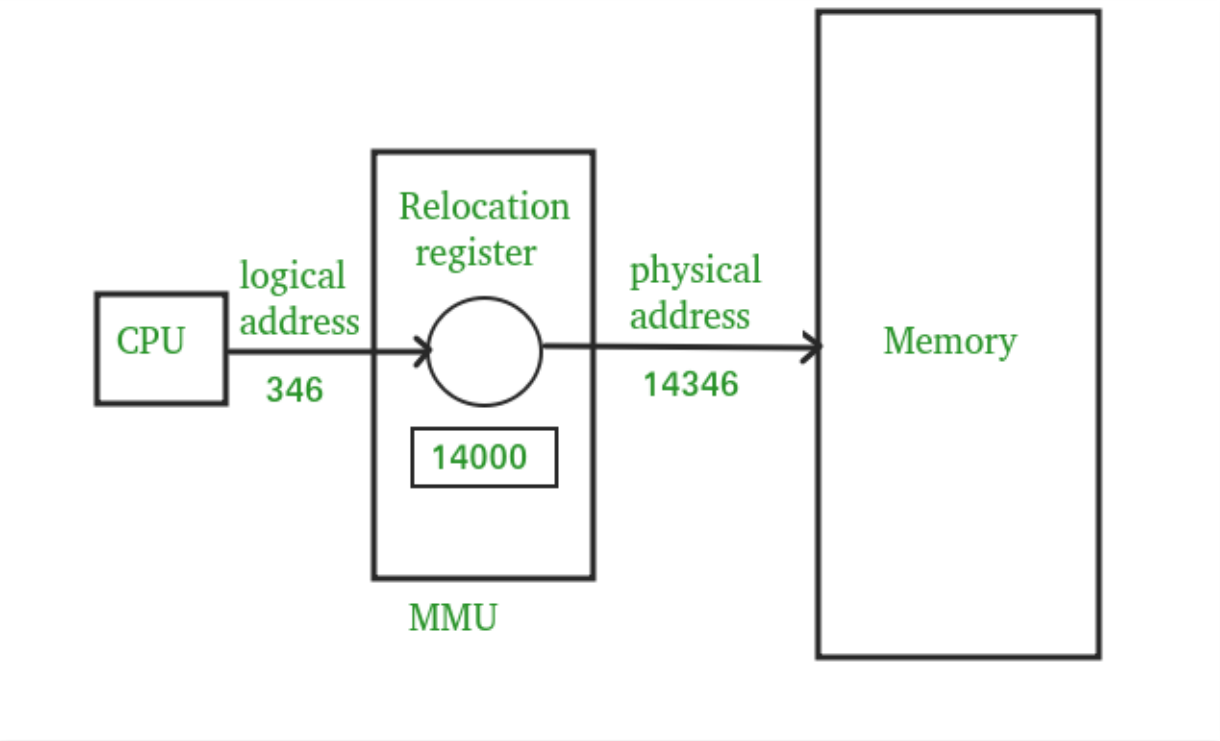 Relocation
register
logical
address
physical
address
CPU
Memory
346
14346
14000
MMU